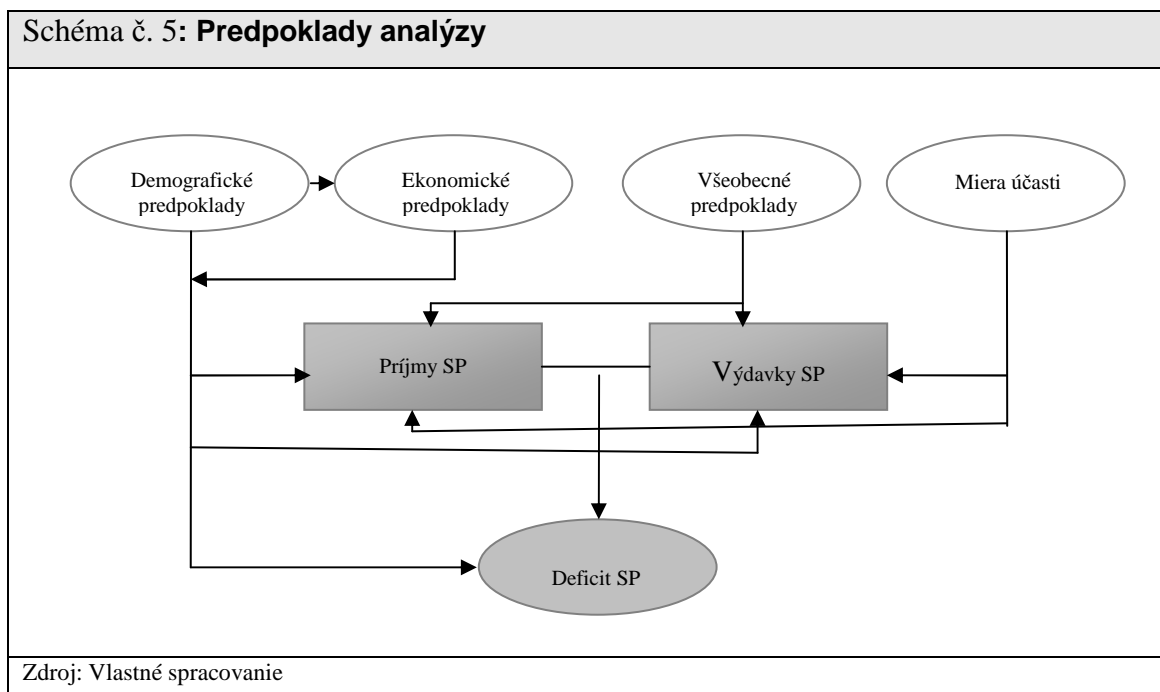 Schéma č. 5: Predpoklady analýzy
Demografické
predpoklady
Ekonomické
predpoklady
Všeobecné
predpoklady
Miera účasti
Príjmy SP
Výdavky SP
Deficit SP
Zdroj: Vlastné spracovanie